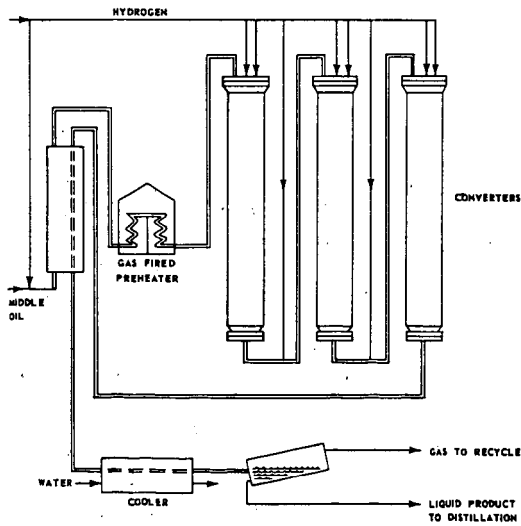 HYDROGEN
CONVERTERS
GAS FIRED
PREHEATER
MIDDLE
OIL
GAS TO RECYCLE
WATER
COOLER
LIQUID PRODUCT
TO DISTILLATION